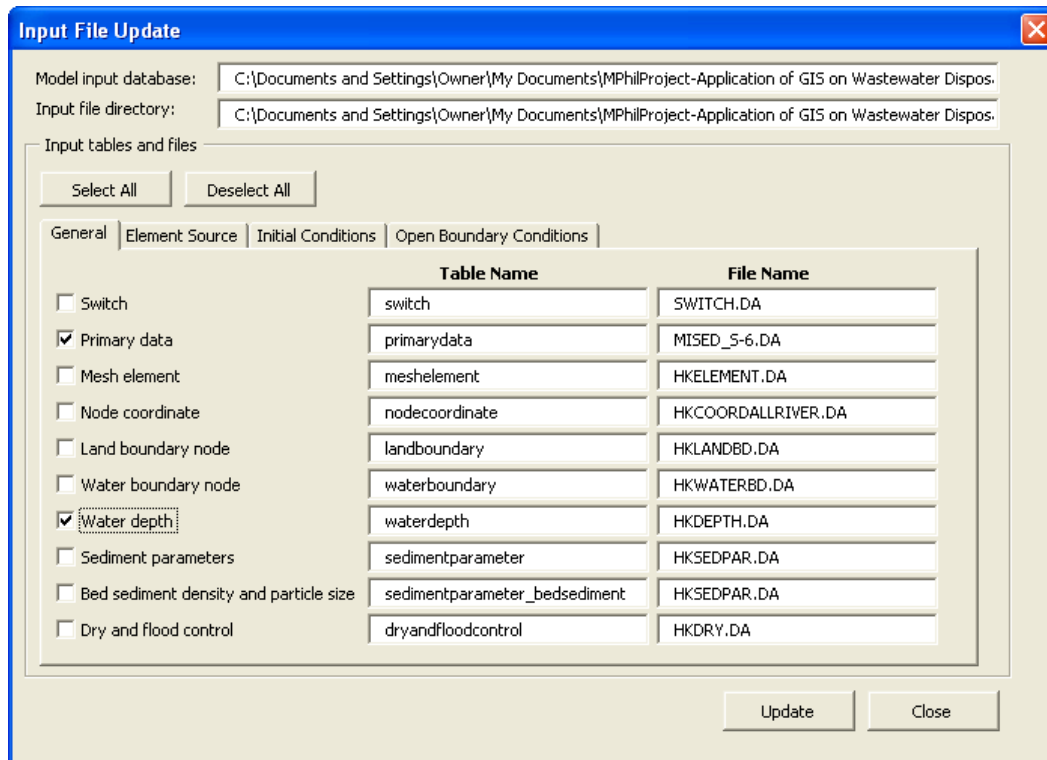 Input File Update
Model input database: C:\Documents and Settings\Owner\My Documents\MPhilProject-Application of GIS on Wastewater Dispos
Input file directory: C:\Documents and Settings\Owner\My Documents\MPhilProject-Application of GIS on Wastewater Dispos
Input tables and files
Select All Deselect All
General Element Source Initial Conditions Open Boundary Conditions
Table Name File Name
Switch switch SWITCH.DA
Primary data primarydata MISED_S-6.DA
Mesh element meshelement HKELEMENT.DA
Node coordinate nodecoordinate HKCOORDALLRIVER.DA
Land boundary node landboundary HKLANDBD.DA
Water boundary node waterboundary HKWATERBD.DA
Water depth waterdepth HKDEPTH.DA
Sediment parameters sedimentparameter HKSEDPAR.DA
Bed sediment density and particle size sedimentparameter_bedsediment HKSEDPAR.DA
Dry and flood control dryandfloodcontrol HKDRY.DA
Update Close